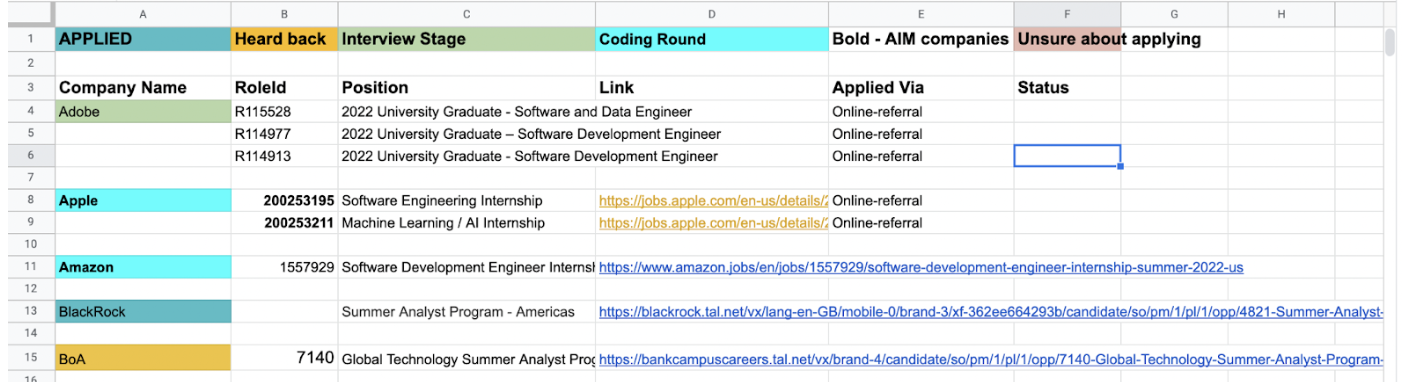 A B C D E F G H
1 APPLIED Heard back Interview Stage Coding Round Bold - AIM companies Unsure about applying
2
3 Company Name RoleId Position Link Applied Via Status
4 Adobe R115528 2022 University Graduate - Software and Data Engineer Online-referral
5 R114977 2022 University Graduate – Software Development Engineer Online-referral
6 R114913 2022 University Graduate - Software Development Engineer Online-referral
7
8 Apple 200253195 Software Engineering Internship https://jobs.apple.com/en-us/details/2 Online-referral
9 200253211 Machine Learning / AI Internship https://jobs.apple.com/en-us/details/2 Online-referral
10
11 Amazon 1557929 Software Development Engineer Internsh https://www.amazon.jobs/en/jobs/1557929/software-development-engineer-internship-summer-2022-us
12
13 BlackRock Summer Analyst Program - Americas https://blackrock.tal.net/vx/lang-en-GB/mobile-0/brand-3/xf-362ee664293b/candidate/so/pm/1/pl/1/opp/4821-Summer-Analyst-
14
15 BoA 7140 Global Technology Summer Analyst Prog https://bankcampuscareers.tal.net/vx/brand-4/candidate/so/pm/1/pl/1/opp/7140-Global-Technology-Summer-Analyst-Program-
16